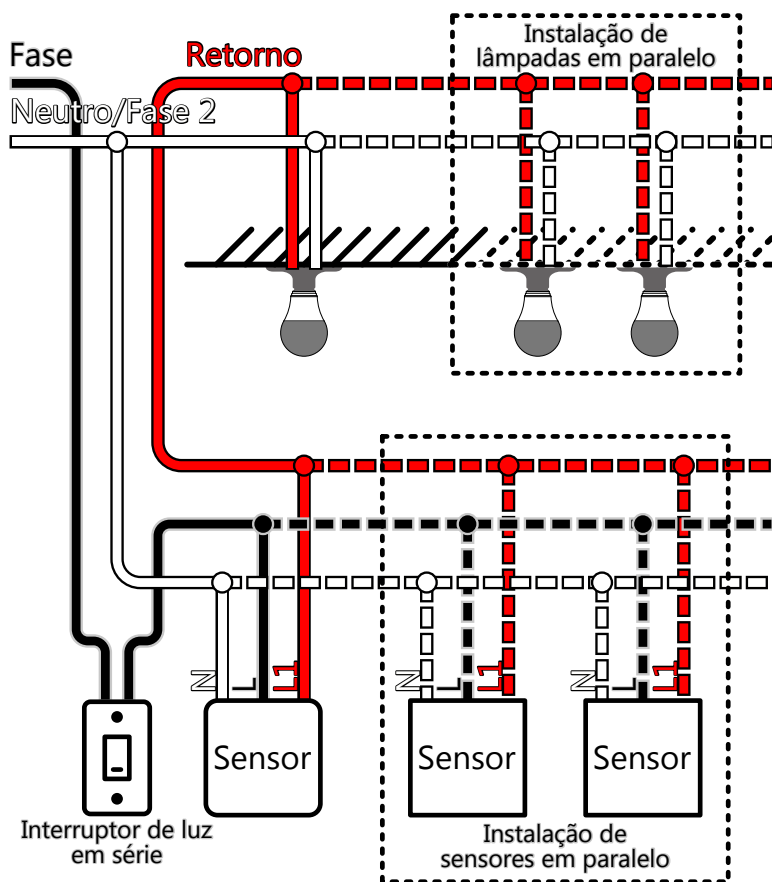 Instalação de
lâmpadas em paralelo
Fase
Retorno
Neutro/Fase 2
N
L
L1
N
L
L1
N
L
L1
Sensor
Sensor
Sensor
Interruptor de luz
em série
Instalação de
sensores em paralelo